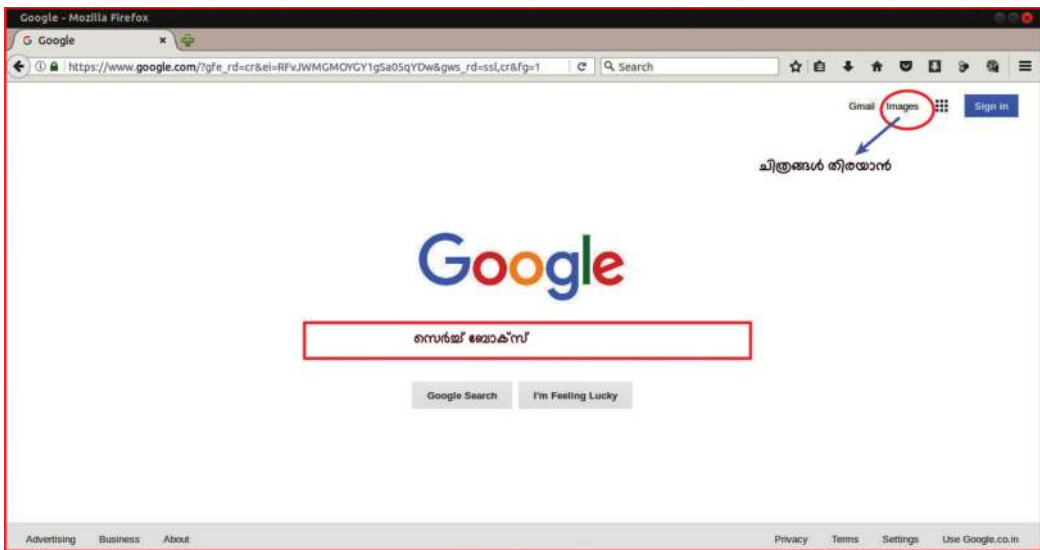 Google - Mozilla Firefox
G Google
https://www.google.com/?gfe_rd=cr&ei=RFvJWMGMOYGY1gSa05qYDw&gws_rd=ssl,cr&fg=1 Search
Gmail Images Sign in
ചിത്രങ്ങൾ തിരയാൻ
Google
സെർച്ച് ബോക്സ്
Google Search I'm Feeling Lucky
Advertising Business About Privacy Terms Settings Use Google.co.in